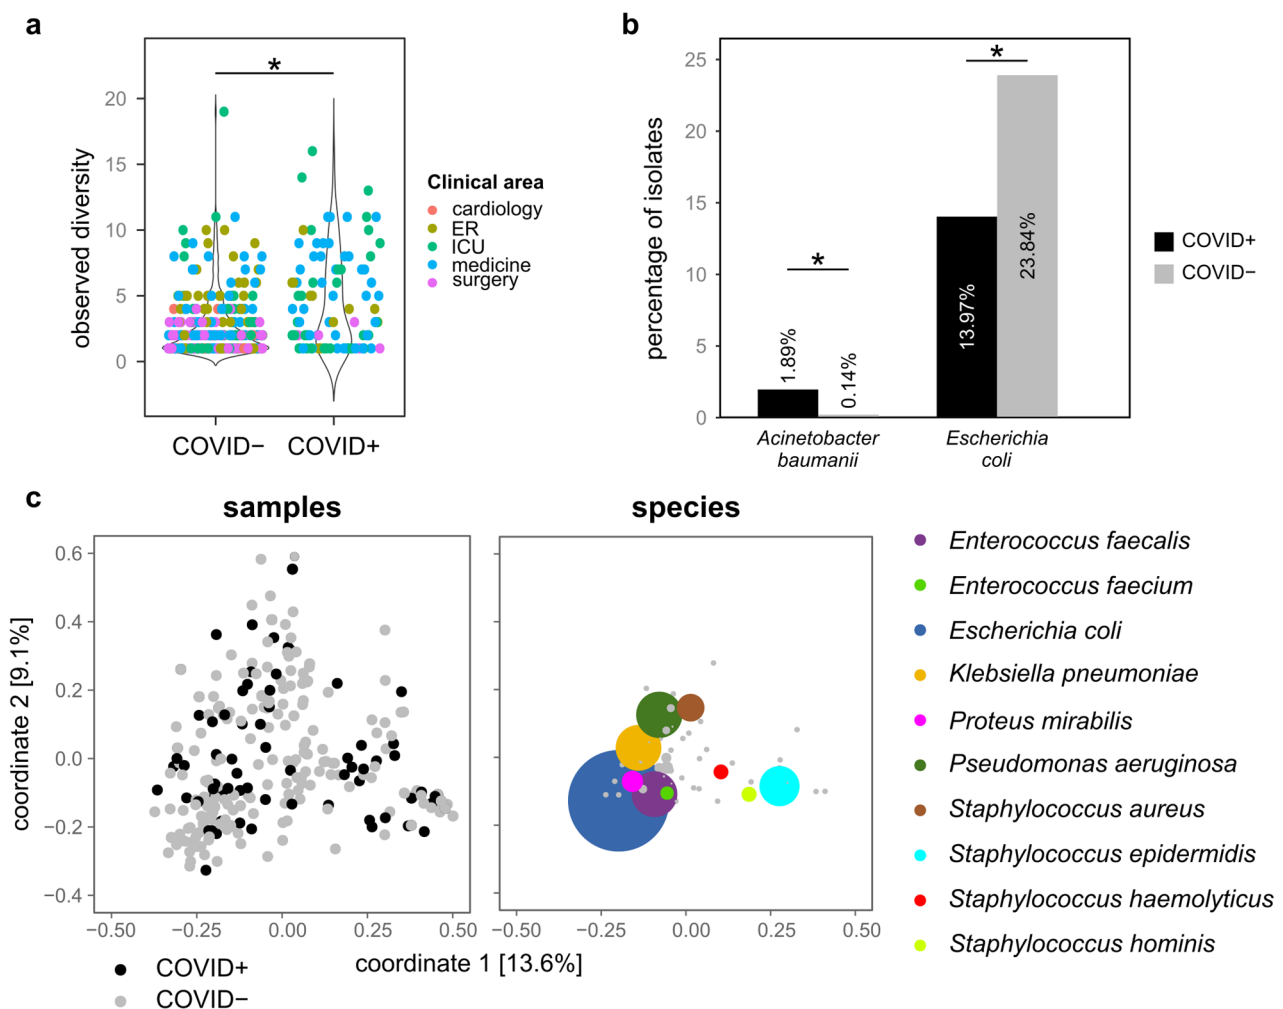 a
observed diversity
20
15
10
5
0
*
COVID−
COVID+
Clinical area
cardiology
ER
ICU
medicine
surgery
b
percentage of isolates
25
20
15
10
5
0
*
*
1.89%
0.14%
13.97%
23.84%
Acinetobacter
baumanii
Escherichia
coli
COVID+
COVID−
c
samples
species
coordinate 2 [9.1%]
0.6
0.4
0.2
0.0
−0.2
−0.4
−0.50
−0.25
0.00
0.25
0.50
−0.50
−0.25
0.00
0.25
0.50
coordinate 1 [13.6%]
COVID+
COVID−
Enterococcus faecalis
Enterococcus faecium
Escherichia coli
Klebsiella pneumoniae
Proteus mirabilis
Pseudomonas aeruginosa
Staphylococcus aureus
Staphylococcus epidermidis
Staphylococcus haemolyticus
Staphylococcus hominis